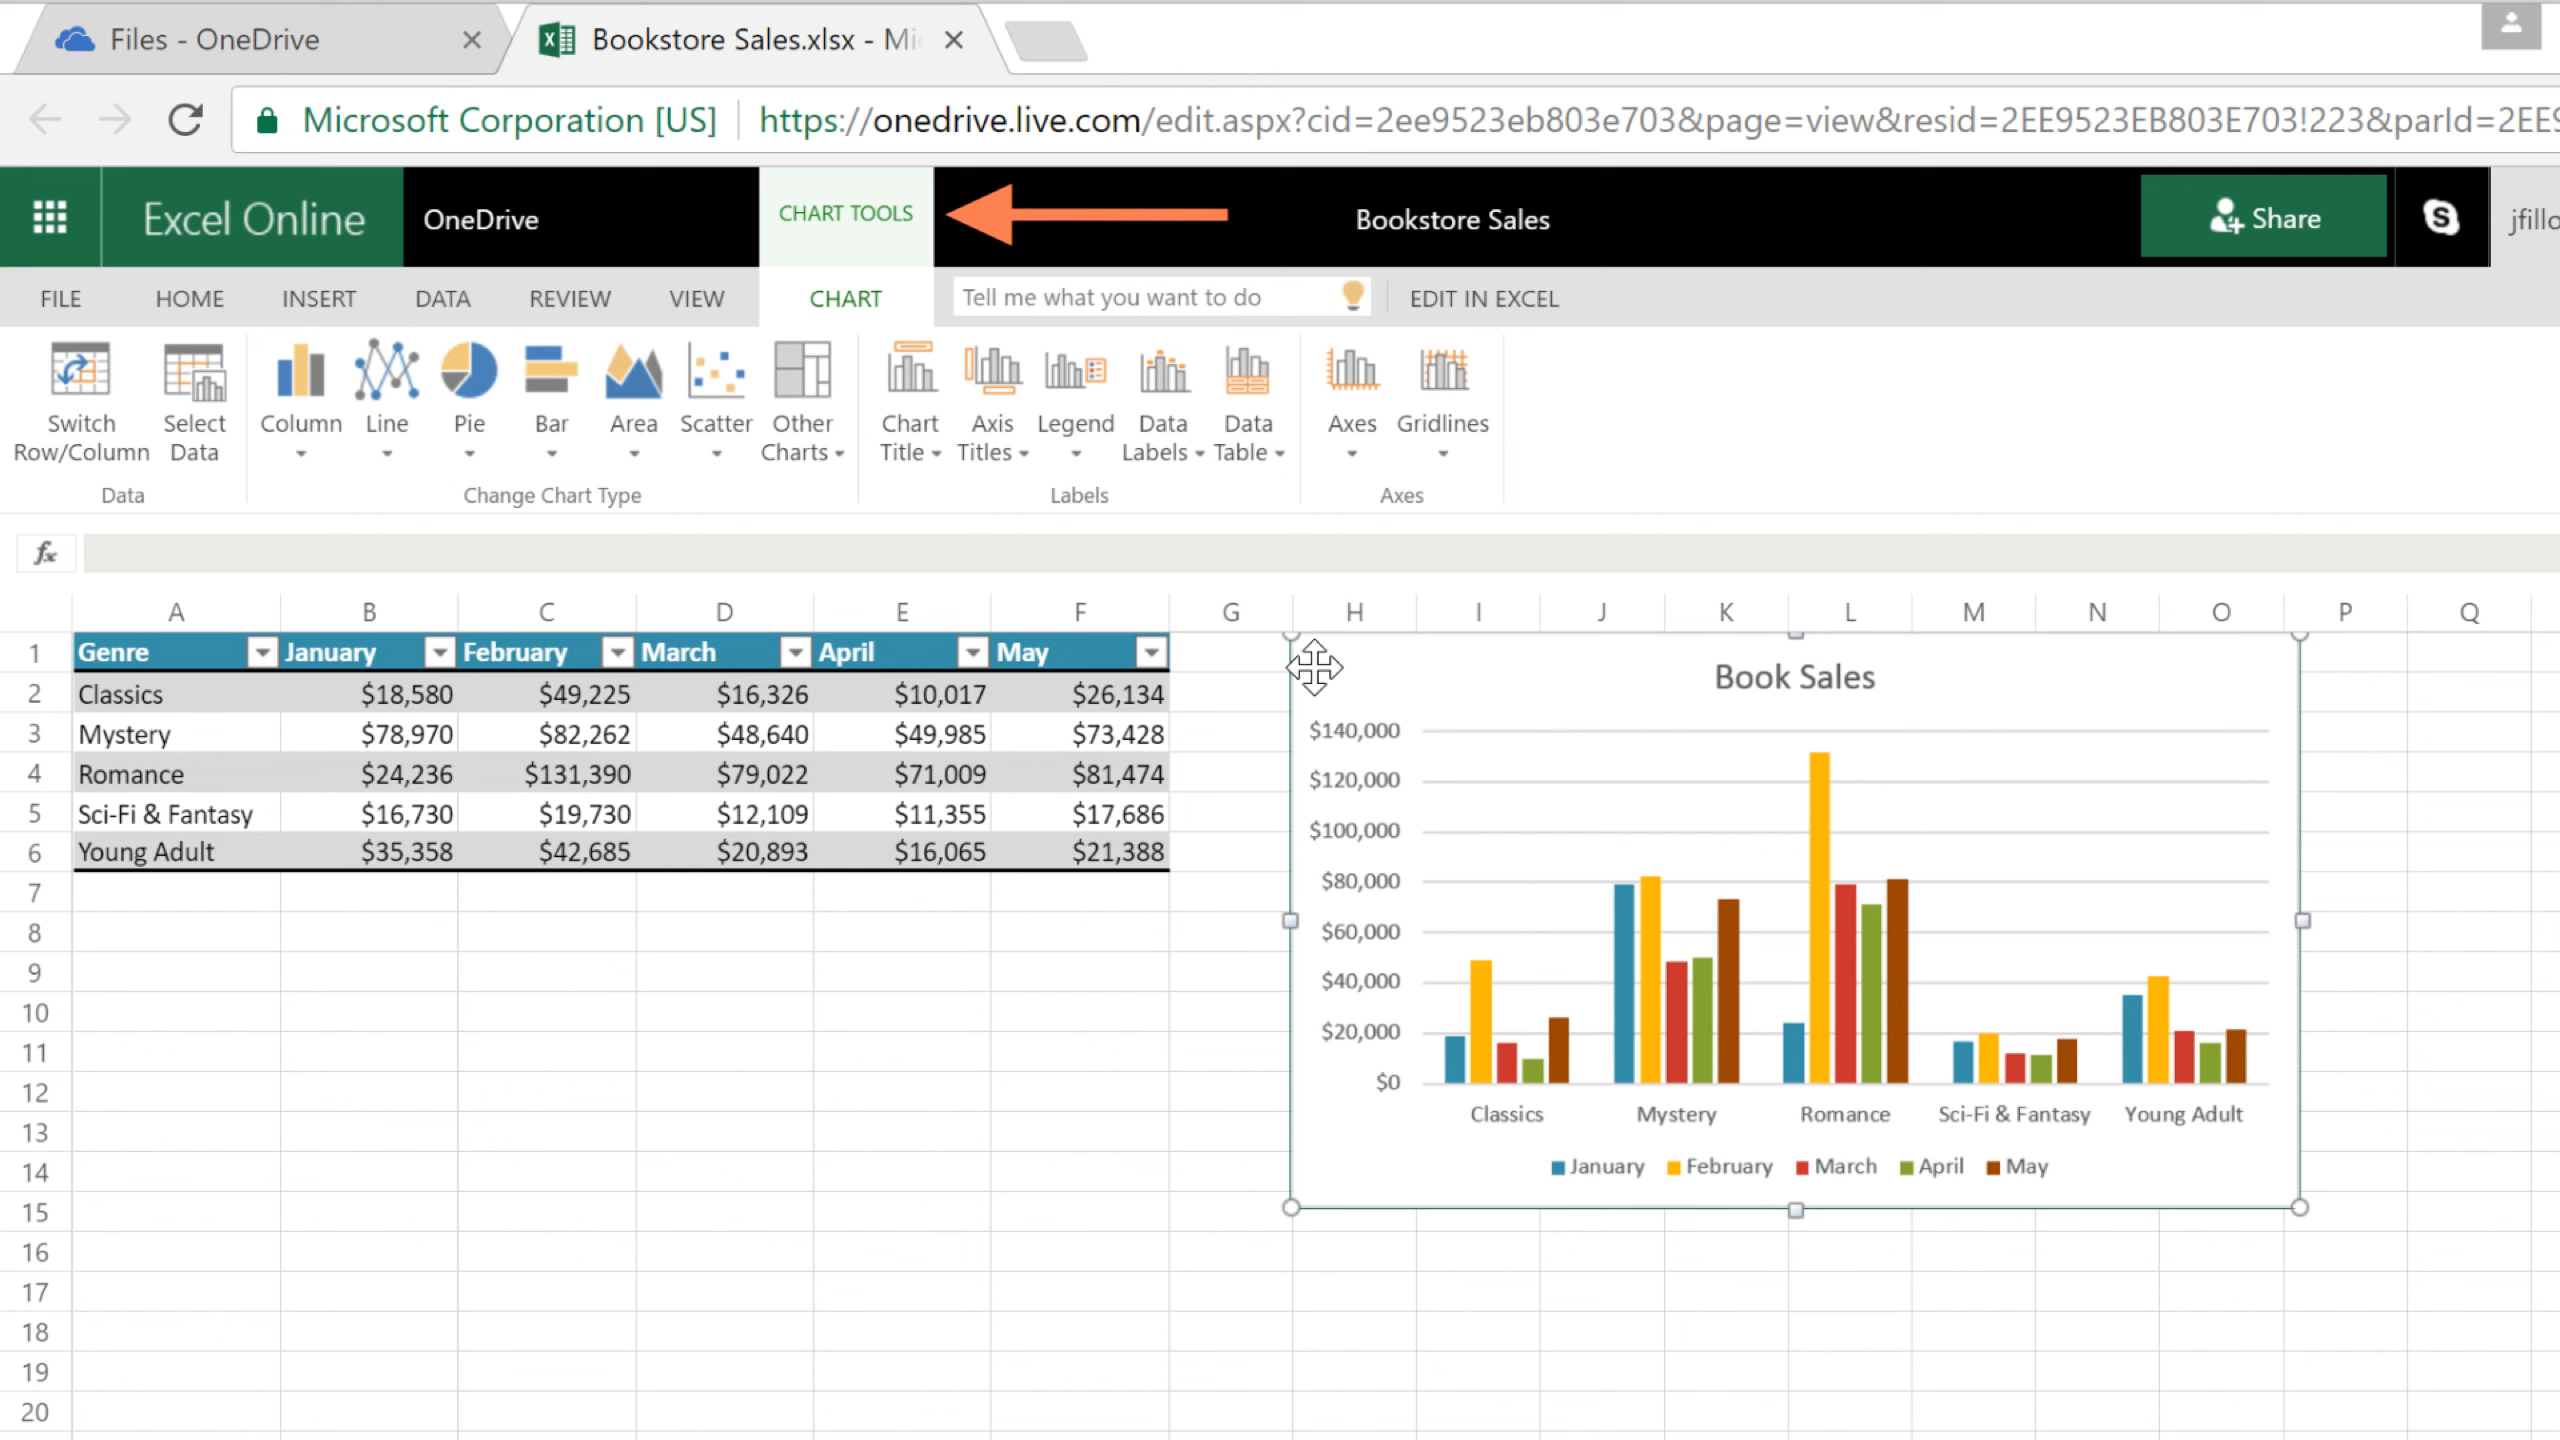 Files - OneDrive
Bookstore Sales.xlsx - Mi
Microsoft Corporation [US]
https://onedrive.live.com/edit.aspx?cid=2ee9523eb803e703&page=view&resid=2EE9523EB803E703!223&parId=2EE9
Excel Online
OneDrive
CHART TOOLS
Bookstore Sales
Share
jfillo
FILE HOME INSERT DATA REVIEW VIEW CHART Tell me what you want to do EDIT IN EXCEL
Switch Row/Column
Select Data
Column
Line
Pie
Bar
Area
Scatter
Other Charts
Chart Title
Axis Titles
Legend
Data Labels
Data Table
Axes
Gridlines
Data
Change Chart Type
Labels
Axes
fx
A B C D E F G H I J K L M N O P Q
1 Genre January February March April May
2 Classics $18,580 $49,225 $16,326 $10,017 $26,134
3 Mystery $78,970 $82,262 $48,640 $49,985 $73,428
4 Romance $24,236 $131,390 $79,022 $71,009 $81,474
5 Sci-Fi & Fantasy $16,730 $19,730 $12,109 $11,355 $17,686
6 Young Adult $35,358 $42,685 $20,893 $16,065 $21,388
7
8
9
10
11
12
13
14
15
16
17
18
19
20
Book Sales
$140,000
$120,000
$100,000
$80,000
$60,000
$40,000
$20,000
$0
Classics Mystery Romance Sci-Fi & Fantasy Young Adult
January February March April May